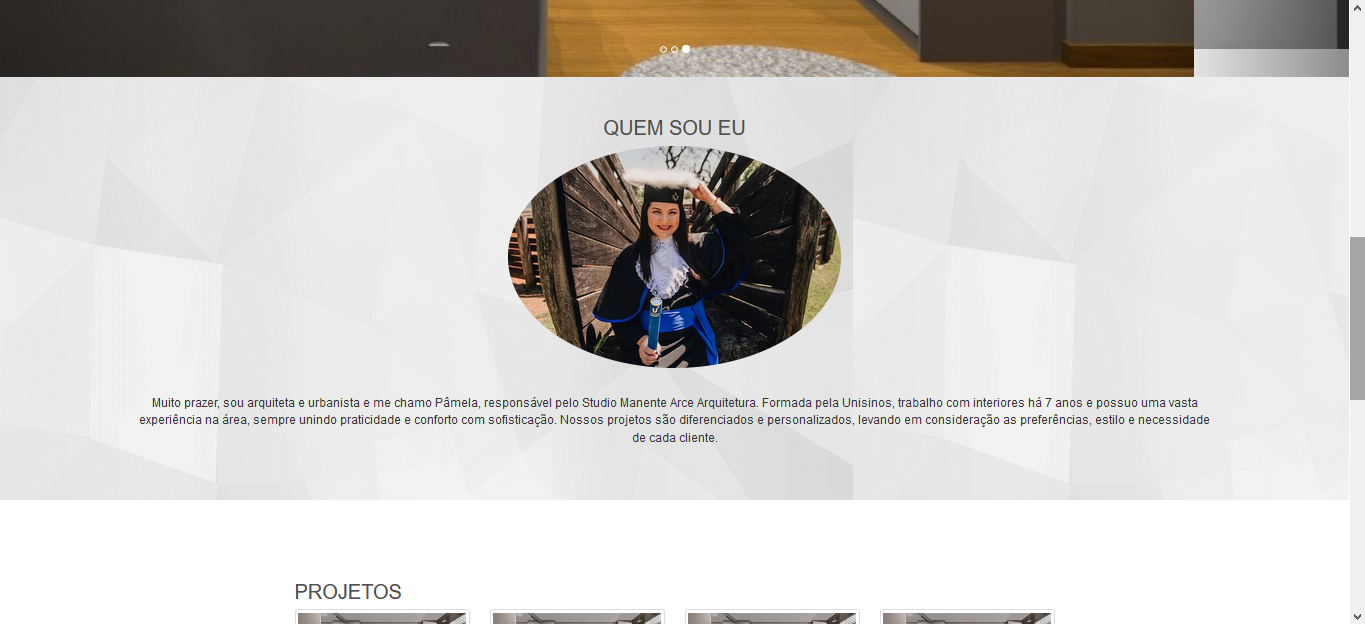 QUEM SOU EU
Muito prazer, sou arquiteta e urbanista e me chamo Pâmela, responsável pelo Studio Manente Arce Arquitetura. Formada pela Unisinos, trabalho com interiores há 7 anos e possuo uma vasta
experiência na área, sempre unindo praticidade e conforto com sofisticação. Nossos projetos são diferenciados e personalizados, levando em consideração as preferências, estilo e necessidade
de cada cliente.
PROJETOS